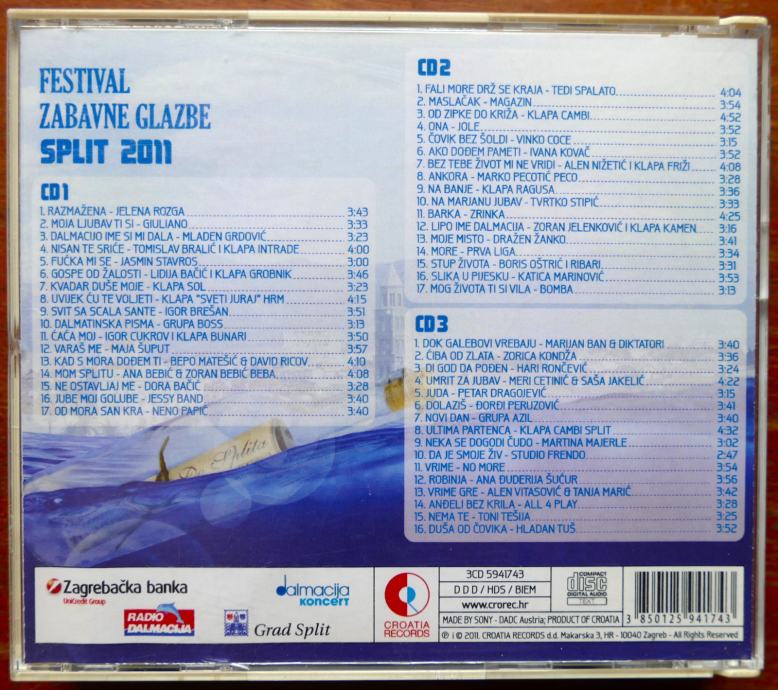 FESTIVAL
ZABAVNE GLAZBE
SPLIT 2011
CD1
1. RAZMAŽENA - JELENA ROZGA 3:43
2. MOJA LJUBAV TI SI - GIULIANO 3:33
3. DALMACIJO IME SI MI DALA - MLADEN GRDOVIĆ 3:23
4. NISAN TE SRIĆE - TOMISLAV BRALIĆ I KLAPA INTRADE 4:00
5. FUĆKA MI SE - JASMIN STAVROS 3:00
6. GOSPE OD ŽALOSTI - LIDIJA BAČIĆ I KLAPA GROBNIK 3:46
7. KVADAR DUŠE MOJE - KLAPA SOL 3:23
8. UVIJEK ĆU TE VOLJETI - KLAPA "SVETI JURAJ" HRM 4:15
9. SVIT SA SCALA SANTE - IGOR BREŠAN 3:51
10. DALMATINSKA PISMA - GRUPA BOSS 3:13
11. ĆAĆA MOJ - IGOR CUKROV I KLAPA BUNARI 3:50
12. VARAŠ ME - MAJA ŠUPUT 3:57
13. KAD S MORA DOĐEM TI - BEPO MATEŠIĆ & DAVID RICOV 4:10
14. MOM SPLITU - ANA BEBIĆ & ZORAN BEBIĆ BEBA 4:08
15. NE OSTAVLJAJ ME - DORA BAČIĆ 3:28
16. JUBE MOJ GOLUBE - JESSY BAND 3:40
17. OD MORA SAN KRA - NENO PAPIĆ 3:40
CD2
1. FALI MORE DRŽ SE KRAJA - TEDI SPALATO 4:04
2. MASLAČAK - MAGAZIN 3:54
3. OD ZIPKE DO KRIŽA - KLAPA CAMBI 4:52
4. ONA - JOLE 3:52
5. ČOVIK BEZ ŠOLDI - VINKO COCE 3:15
6. AKO DOĐEM PAMETI - IVANA KOVAČ 3:52
7. BEZ TEBE ŽIVOT MI NE VRIDI - ALEN NIŽETIĆ I KLAPA FRIŽI 4:08
8. ANKORA - MARKO PECOTIĆ PECO 3:28
9. NA BANJE - KLAPA RAGUSA 3:36
10. NA MARJANU JUBAV - TVRTKO STIPIĆ 3:33
11. BARKA - ZRINKA 4:25
12. LIPO IME DALMACIJA - ZORAN JELENKOVIĆ I KLAPA KAMEN 3:16
13. MOJE MISTO - DRAŽEN ŽANKO 3:41
14. MORE - PRVA LIGA 3:34
15. STUP ŽIVOTA - BORIS OŠTRIĆ I RIBARI 3:31
16. SLIKA U PIJESKU - KATICA MARINOVIĆ 3:53
17. MOG ŽIVOTA TI SI VILA - BOMBA 3:13
CD3
1. DOK GALEBOVI VREBAJU - MARIJAN BAN & DIKTATORI 3:40
2. ĆIBA OD ZLATA - ZORICA KONDŽA 3:36
3. DI GOD DA POĐEN - HARI RONČEVIĆ 3:24
4. UMRIT ZA JUBAV - MERI CETINIĆ & SAŠA JAKELIĆ 4:22
5. JUDA - PETAR DRAGOJEVIĆ 3:15
6. DOLAZIŠ - ĐORĐI PERUZOVIĆ 3:41
7. NOVI DAN - GRUPA AZIL 3:40
8. ULTIMA PARTENCA - KLAPA CAMBI SPLIT 4:32
9. NEKA SE DOGODI ČUDO - MARTINA MAJERLE 3:02
10. DA JE SMOJE ŽIV - STUDIO FRENDO 2:47
11. VRIME - NO MORE 3:54
12. ROBINJA - ANA ĐUDERIJA ŠUĆUR 3:56
13. VRIME GRE - ALEN VITASOVIĆ & TANJA MARIĆ 3:42
14. ANĐELI BEZ KRILA - ALL 4 PLAY 3:28
15. NEMA TE - TONI TEŠIJA 3:25
16. DUŠA OD ČOVIKA - HLADAN TUŠ 3:52
Do Splita
Zagrebačka banka
UniCredit Group
RADIO
DALMACIJA
dalmacija
koncert
Grad Split
CROATIA
RECORDS
3CD 5941743
D D D / HDS / BIEM
www.crorec.hr
COMPACT
disc
DIGITAL AUDIO
TEXT
3 850125 941743
MADE BY SONY - DADC Austria; PRODUCT OF CROATIA
℗ i © 2011. CROATIA RECORDS d.d. Makarska 3, HR - 10040 Zagreb - All Rights Reserved